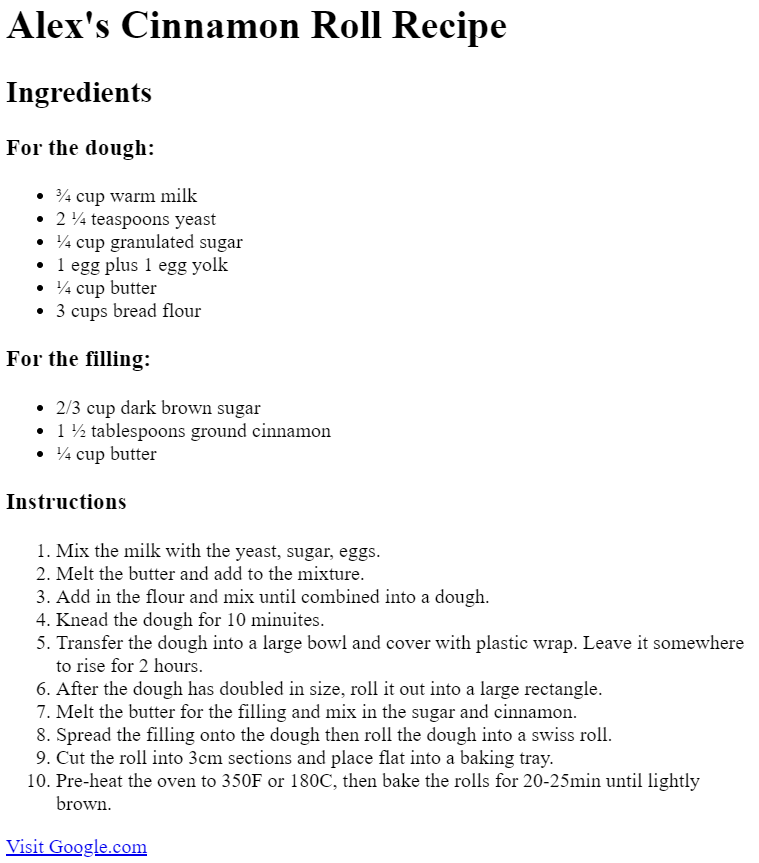 Alex's Cinnamon Roll Recipe
Ingredients
For the dough:
• ¾ cup warm milk
• 2 ¼ teaspoons yeast
• ¼ cup granulated sugar
• 1 egg plus 1 egg yolk
• ¼ cup butter
• 3 cups bread flour
For the filling:
• 2/3 cup dark brown sugar
• 1 ½ tablespoons ground cinnamon
• ¼ cup butter
Instructions
1. Mix the milk with the yeast, sugar, eggs.
2. Melt the butter and add to the mixture.
3. Add in the flour and mix until combined into a dough.
4. Knead the dough for 10 minuites.
5. Transfer the dough into a large bowl and cover with plastic wrap. Leave it somewhere
to rise for 2 hours.
6. After the dough has doubled in size, roll it out into a large rectangle.
7. Melt the butter for the filling and mix in the sugar and cinnamon.
8. Spread the filling onto the dough then roll the dough into a swiss roll.
9. Cut the roll into 3cm sections and place flat into a baking tray.
10. Pre-heat the oven to 350F or 180C, then bake the rolls for 20-25min until lightly
brown.
Visit Google.com